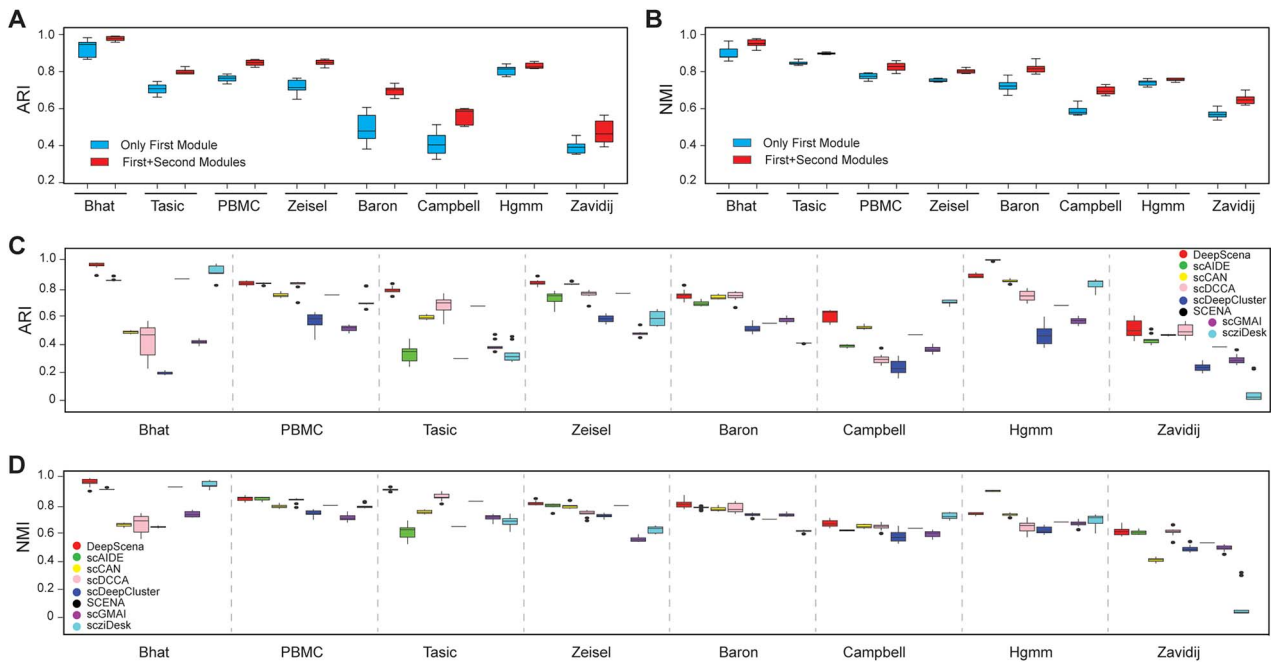 A
1.0
0.8
0.6
0.4
0.2
ARI
Only First Module
First+Second Modules
Bhat Tasic PBMC Zeisel Baron Campbell Hgmm Zavidij
B
1.0
0.8
0.6
0.4
0.2
NMI
Only First Module
First+Second Modules
Bhat Tasic PBMC Zeisel Baron Campbell Hgmm Zavidij
C
1.0
0.8
0.6
0.4
0.2
0
ARI
DeepScena
scAIDE
scCAN
scDCCA
scDeepCluster
SCENA
scGMAI
scziDesk
Bhat PBMC Tasic Zeisel Baron Campbell Hgmm Zavidij
D
1.0
0.8
0.6
0.4
0.2
0
NMI
DeepScena
scAIDE
scCAN
scDCCA
scDeepCluster
SCENA
scGMAI
scziDesk
Bhat PBMC Tasic Zeisel Baron Campbell Hgmm Zavidij